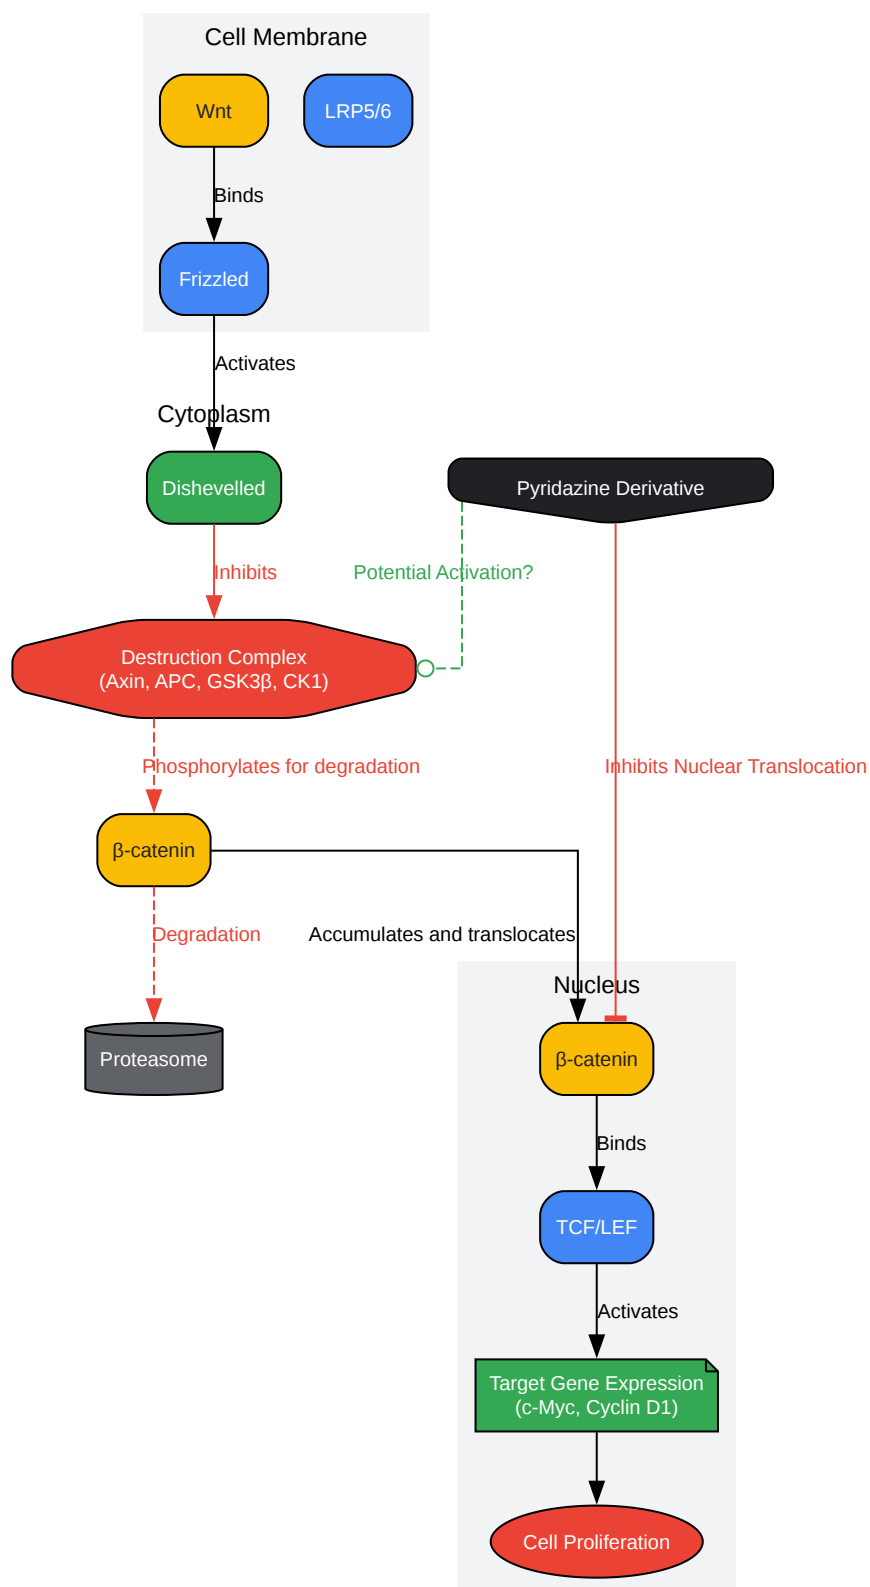 Cell Membrane
Wnt
LRP5/6
Binds
Frizzled
Activates
Cytoplasm
Dishevelled
Pyridazine Derivative
Inhibits
Potential Activation?
Destruction Complex
(Axin, APC, GSK3β, CK1)
Phosphorylates for degradation
Inhibits Nuclear Translocation
β-catenin
Degradation
Accumulates and translocates
Nucleus
Proteasome
β-catenin
Binds
TCF/LEF
Activates
Target Gene Expression
(c-Myc, Cyclin D1)
Cell Proliferation